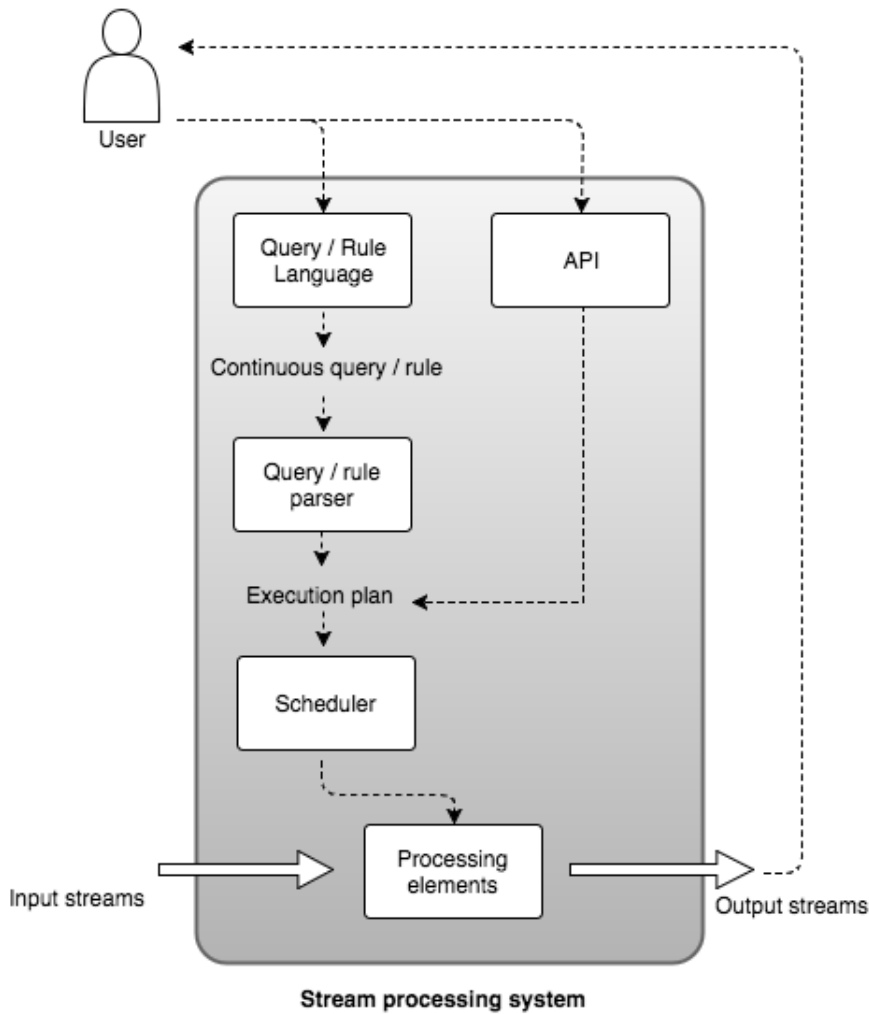 User
Query / Rule
Language
API
Continuous query / rule
Query / rule
parser
Execution plan
Scheduler
Processing
elements
Input streams
Output streams
Stream processing system